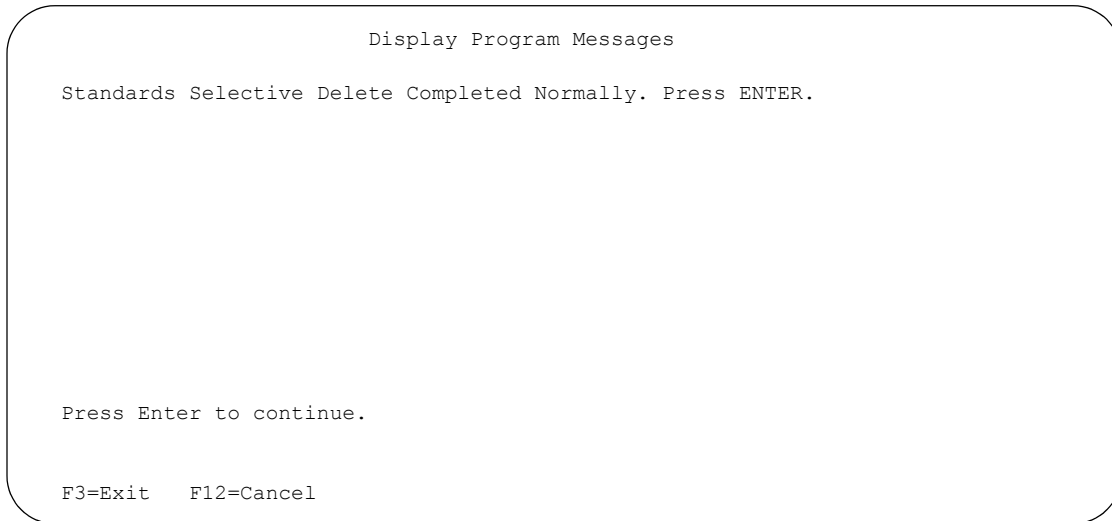 Display Program Messages
Standards Selective Delete Completed Normally. Press ENTER.
Press Enter to continue.
F3=Exit   F12=Cancel